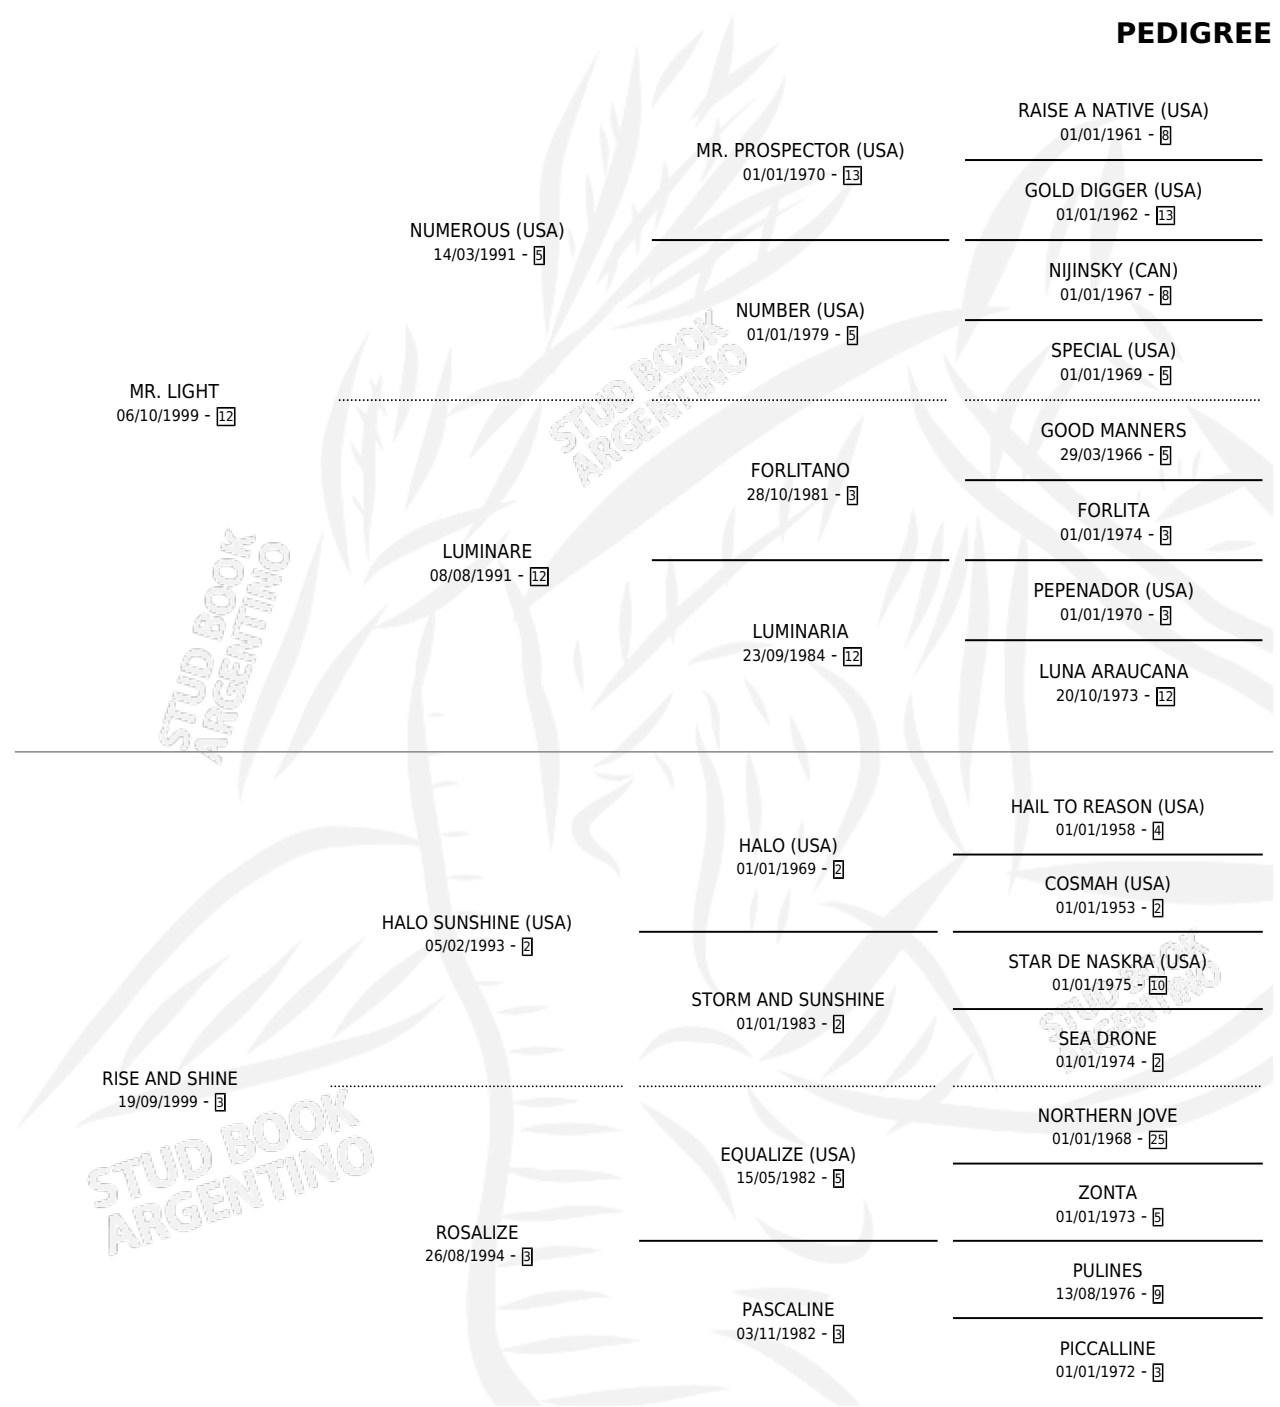 PEDIGREE
RAISE A NATIVE (USA)
01/01/1961 - 8
MR. PROSPECTOR (USA)
01/01/1970 - 13
GOLD DIGGER (USA)
01/01/1962 - 13
NUMEROUS (USA)
14/03/1991 - 5
NIJINSKY (CAN)
01/01/1967 - 8
NUMBER (USA)
01/01/1979 - 5
SPECIAL (USA)
01/01/1969 - 5
MR. LIGHT
06/10/1999 - 12
GOOD MANNERS
29/03/1966 - 5
FORLITANO
28/10/1981 - 3
FORLITA
01/01/1974 - 3
LUMINARE
08/08/1991 - 12
PEPENADOR (USA)
01/01/1970 - 3
LUMINARIA
23/09/1984 - 12
LUNA ARAUCANA
20/10/1973 - 12
HAIL TO REASON (USA)
01/01/1958 - 4
HALO (USA)
01/01/1969 - 2
COSMAH (USA)
01/01/1953 - 2
HALO SUNSHINE (USA)
05/02/1993 - 2
STAR DE NASKRA (USA)
01/01/1975 - 10
STORM AND SUNSHINE
01/01/1983 - 2
SEA DRONE
01/01/1974 - 2
RISE AND SHINE
19/09/1999 - 3
NORTHERN JOVE
01/01/1968 - 25
EQUALIZE (USA)
15/05/1982 - 5
ZONTA
01/01/1973 - 5
ROSALIZE
26/08/1994 - 3
PULINES
13/08/1976 - 9
PASCALINE
03/11/1982 - 3
PICCALLINE
01/01/1972 - 3
STUD BOOK
ARGENTINO
STUD BOOK
ARGENTINO
STUD BOOK
ARGENTINO
STUD BOOK
ARGENTINO